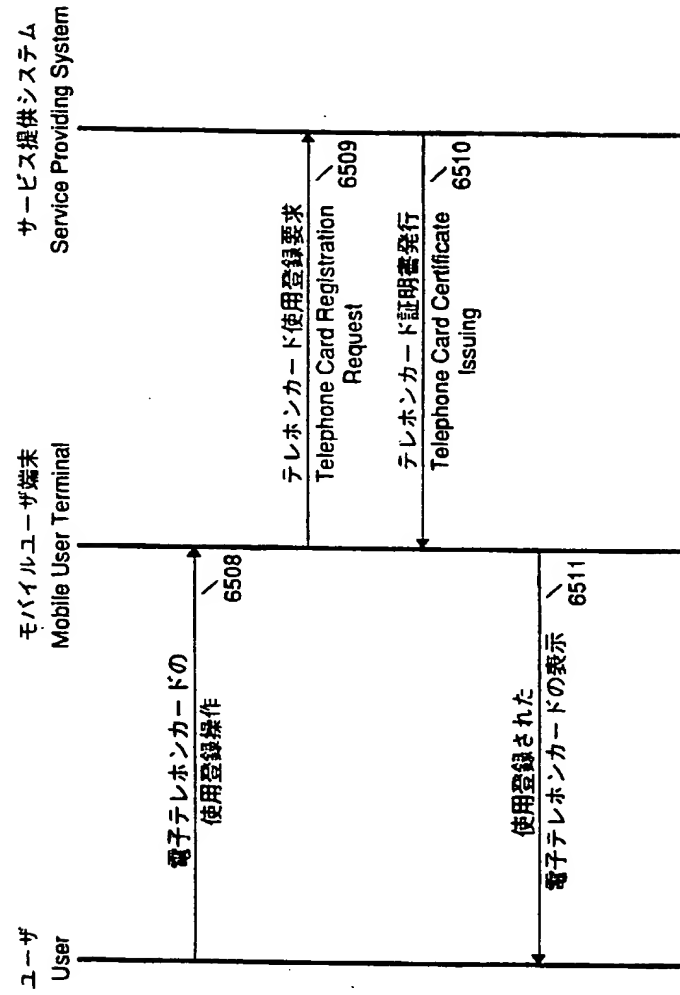 ユーザ
User
モバイルユーザ端末
Mobile User Terminal
サービス提供システム
Service Providing System
電子テレホンカードの
使用登録操作
6508
テレホンカード使用登録要求
6509
Telephone Card Registration
Request
テレホンカード証明書発行
6510
Telephone Card Certificate
Issuing
使用登録された
電子テレホンカードの表示
6511